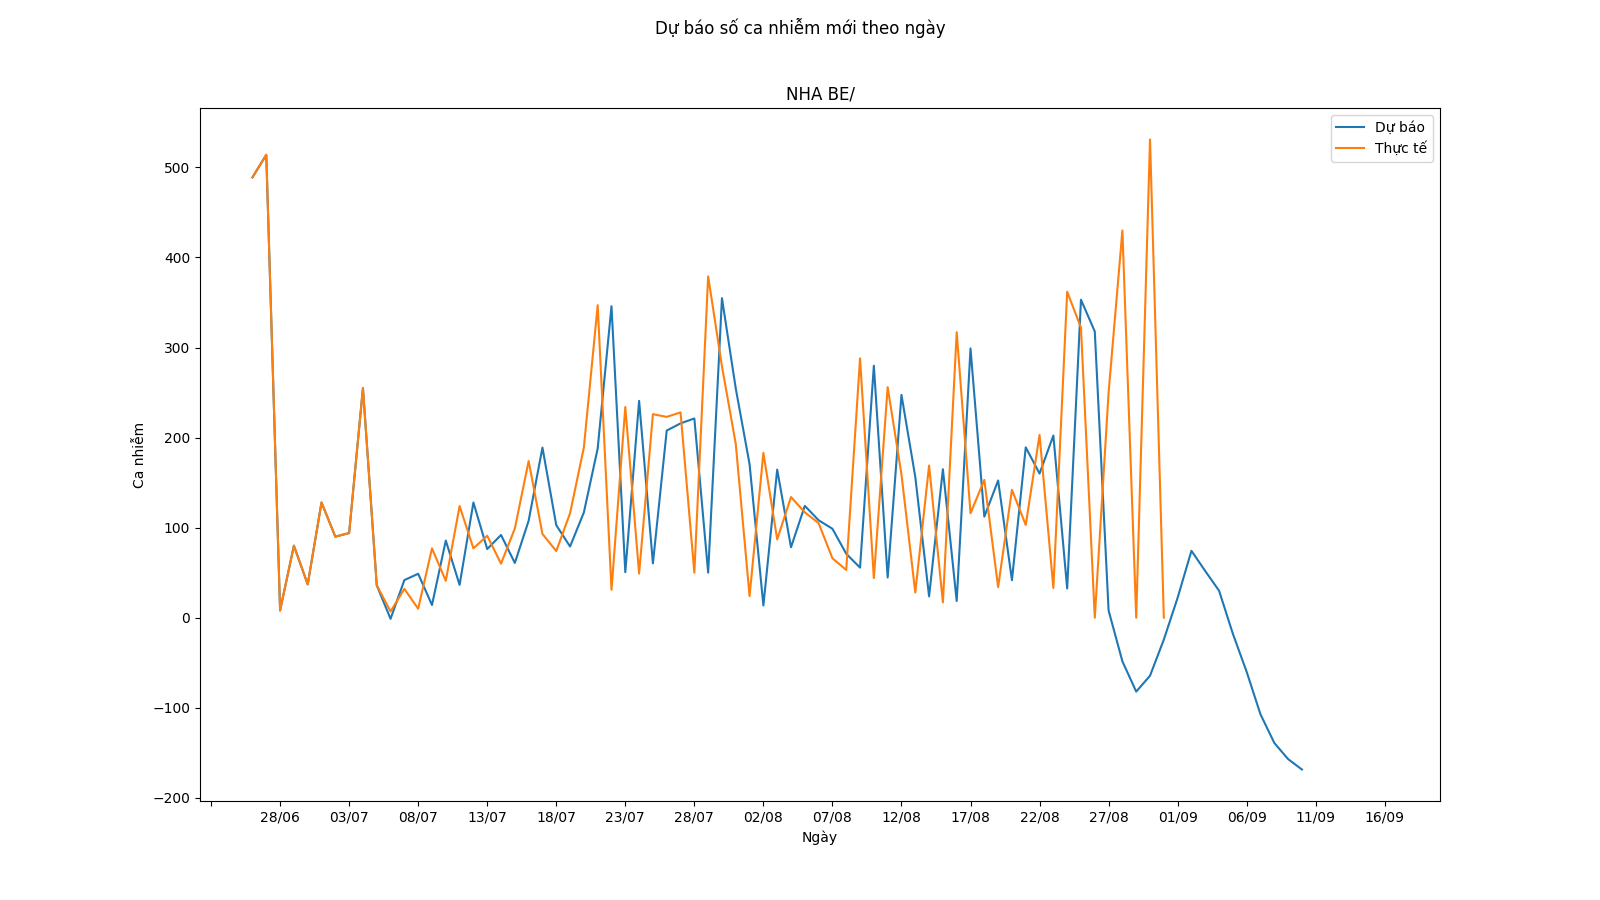 Dự báo số ca nhiễm mới theo ngày
NHA BE/
Dự báo
Thực tế
500
400
300
200
100
0
−100
−200
Ca nhiễm
28/06 03/07 08/07 13/07 18/07 23/07 28/07 02/08 07/08 12/08 17/08 22/08 27/08 01/09 06/09 11/09 16/09
Ngày